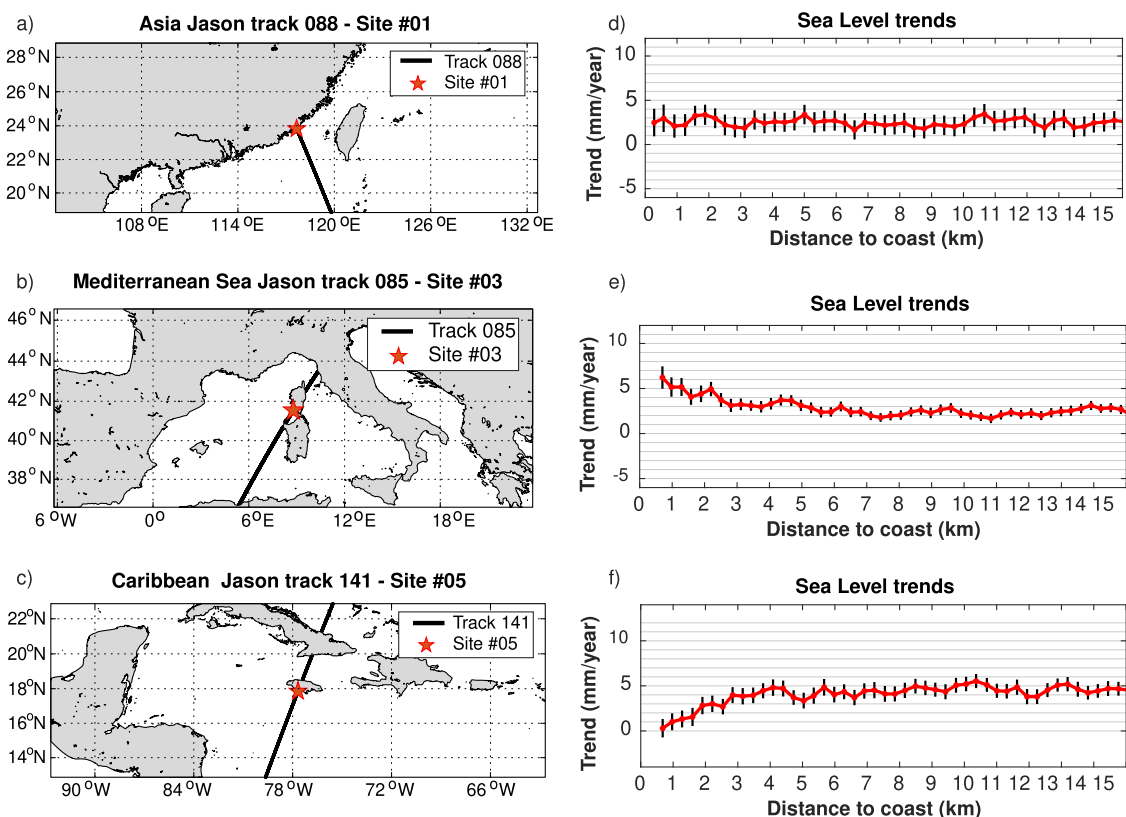 a)
Asia Jason track 088 - Site #01
28°N
26°N
24°N
22°N
20°N
108°E
114°E
120°E
126°E
132°E
Track 088
Site #01
d)
Sea Level trends
Trend (mm/year)
10
5
0
-5
0 1 2 3 4 5 6 7 8 9 10 11 12 13 14 15
Distance to coast (km)
b)
Mediterranean Sea Jason track 085 - Site #03
46°N
44°N
42°N
40°N
38°N
6°W
0°
6°E
12°E
18°E
Track 085
Site #03
e)
Sea Level trends
Trend (mm/year)
10
5
0
-5
0 1 2 3 4 5 6 7 8 9 10 11 12 13 14 15
Distance to coast (km)
c)
Caribbean  Jason track 141 - Site #05
22°N
20°N
18°N
16°N
14°N
90°W
84°W
78°W
72°W
66°W
Track 141
Site #05
f)
Sea Level trends
Trend (mm/year)
10
5
0
0 1 2 3 4 5 6 7 8 9 10 11 12 13 14 15
Distance to coast (km)